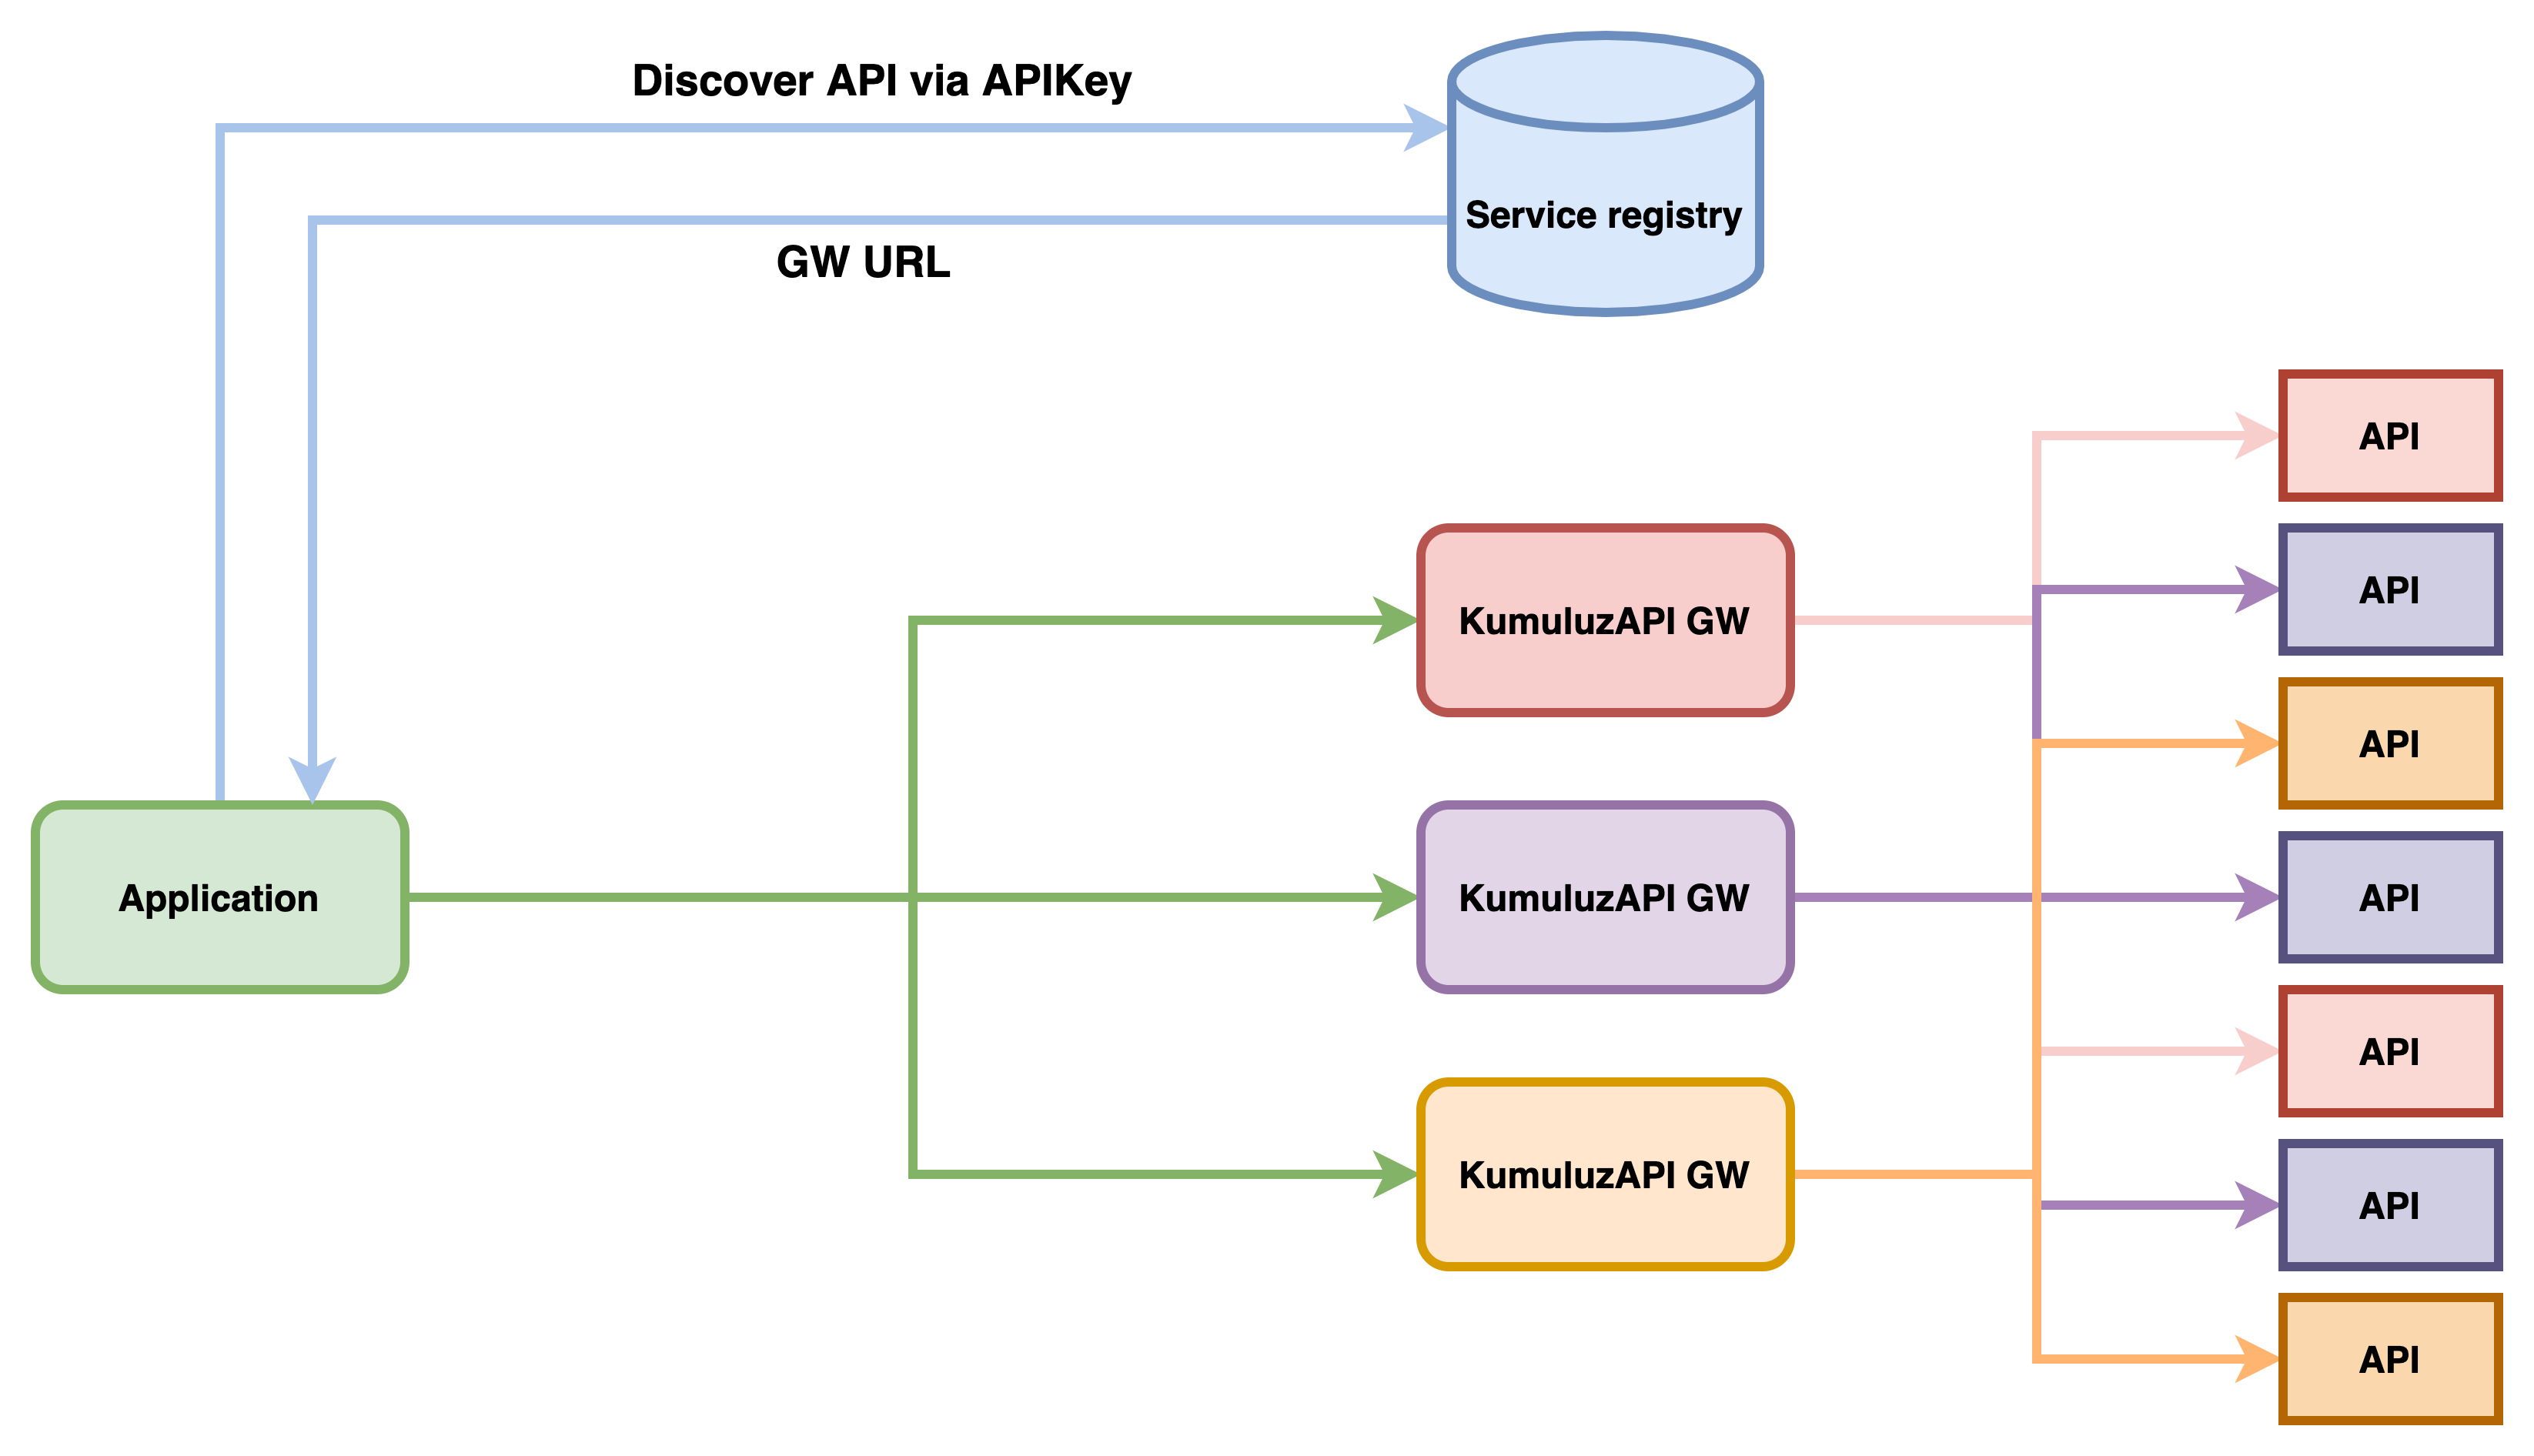 Discover API via APIKey
Service registry
GW URL
API
API
KumuluzAPI GW
API
Application
KumuluzAPI GW
API
API
KumuluzAPI GW
API
API